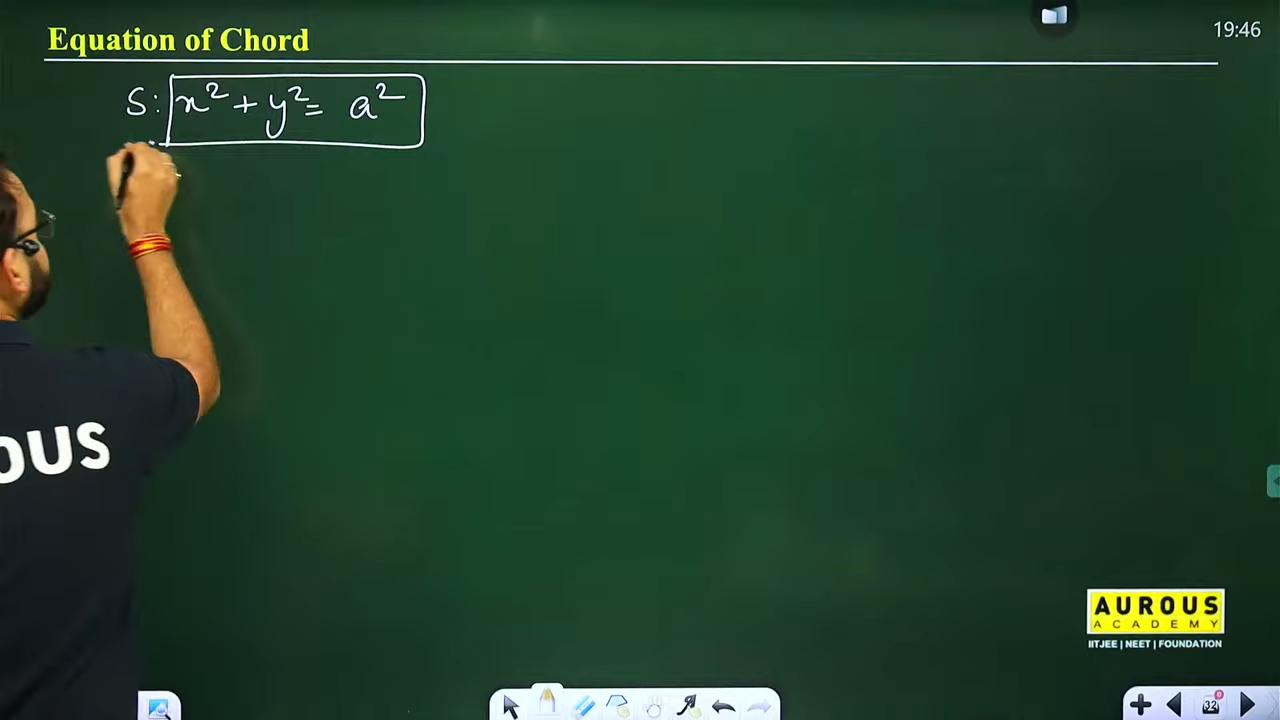 Equation of Chord
19:46
S: x² + y² = a²
OUS
AUROUS
ACADEMY
IITJEE | NEET | FOUNDATION
32